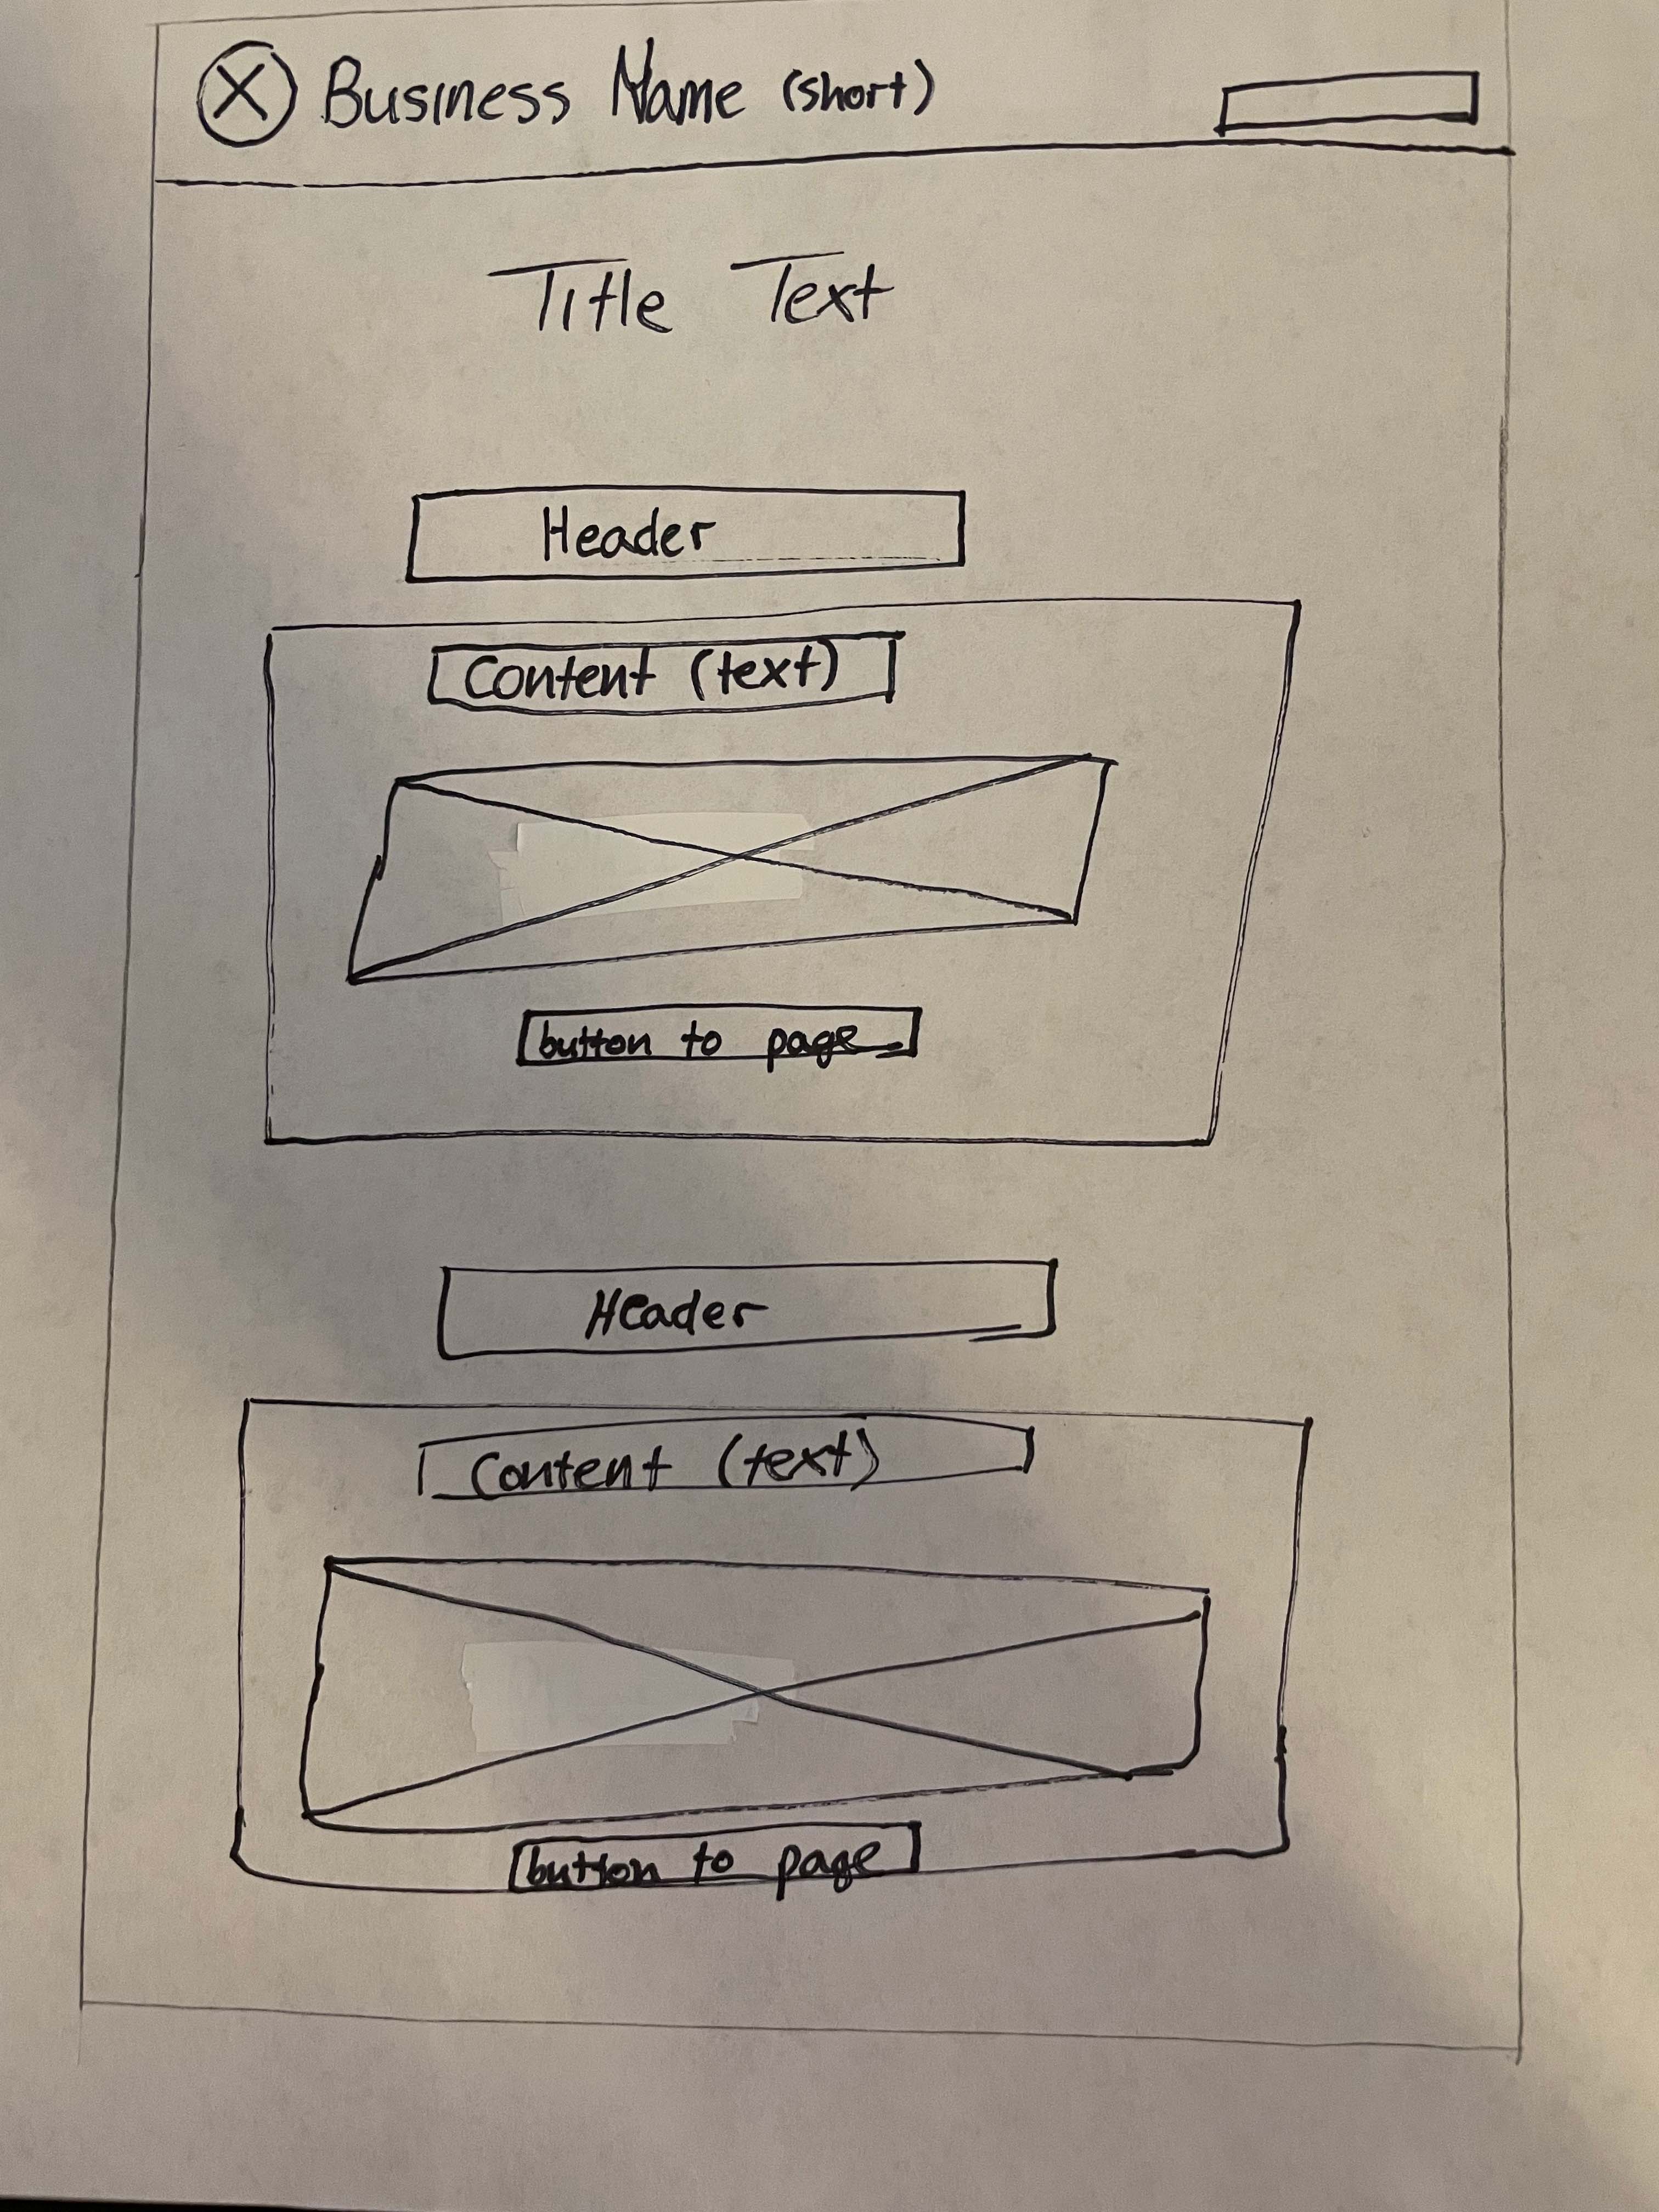 Business Name (short)
Title Text
Header
Content (text)
button to page
Header
Content (text)
button to page